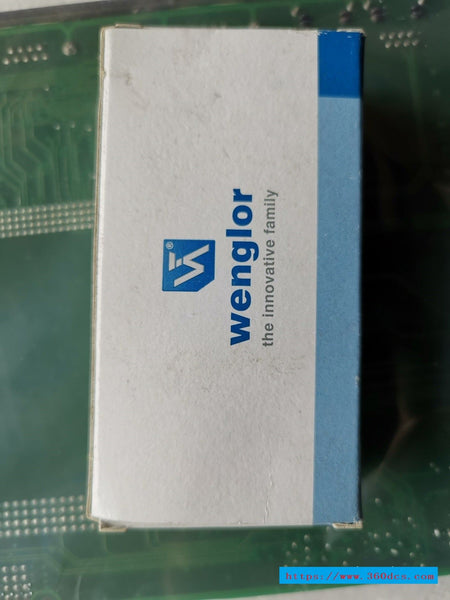 wenglor
the innovative family
https://www.360dcs.com